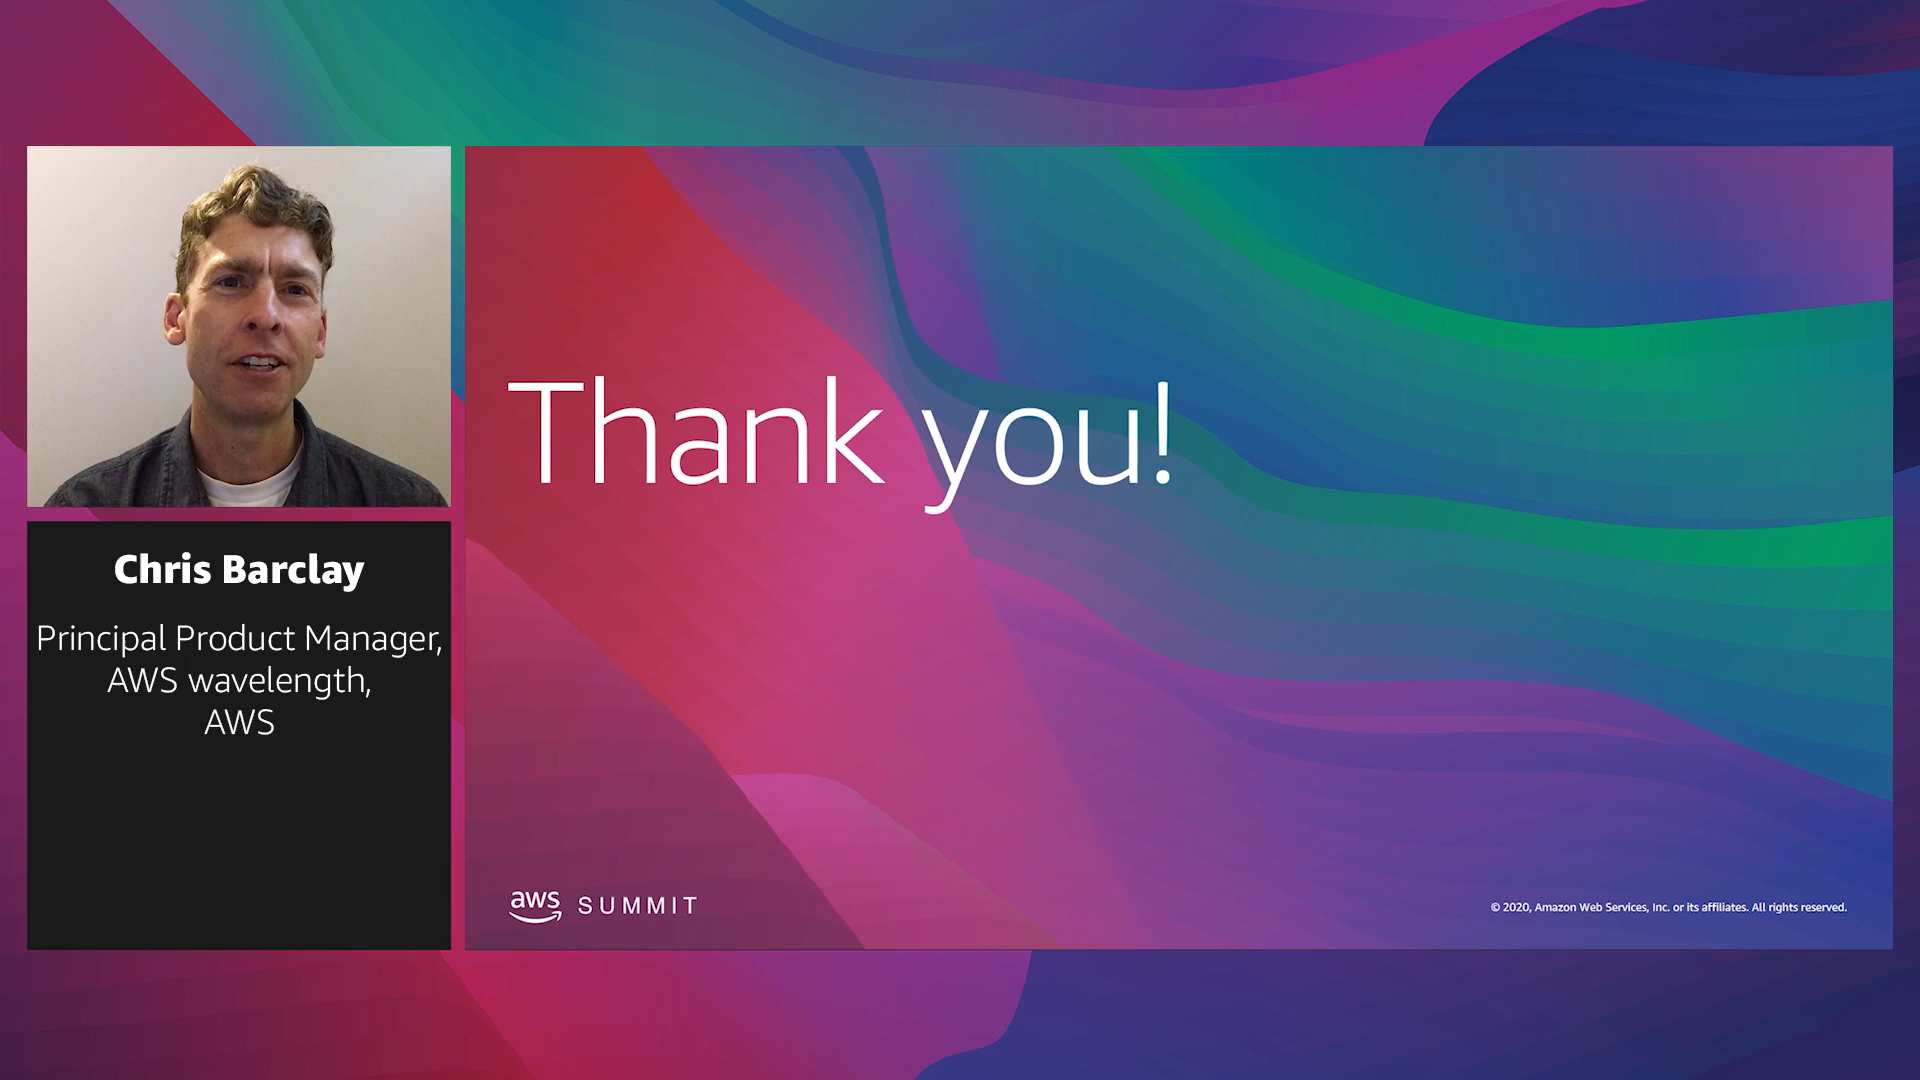 Chris Barclay
Principal Product Manager,
AWS wavelength,
AWS
Thank you!
aws SUMMIT
© 2020, Amazon Web Services, Inc. or its affiliates. All rights reserved.